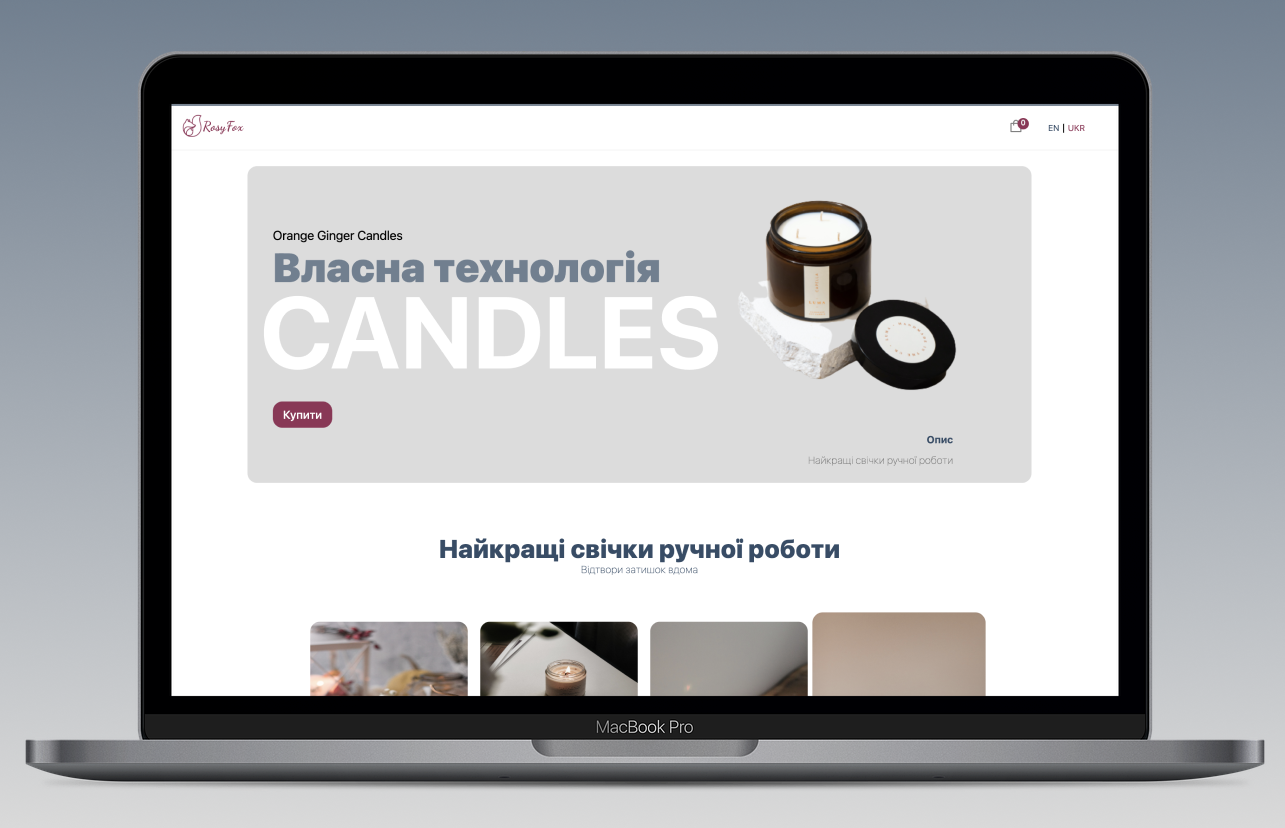 RosyFox
0
EN | UKR
Orange Ginger Candles
Власна технологія
CANDLES
Купити
Опис
Найкращі свічки ручної роботи
Найкращі свічки ручної роботи
Відтвори затишок вдома
MacBook Pro